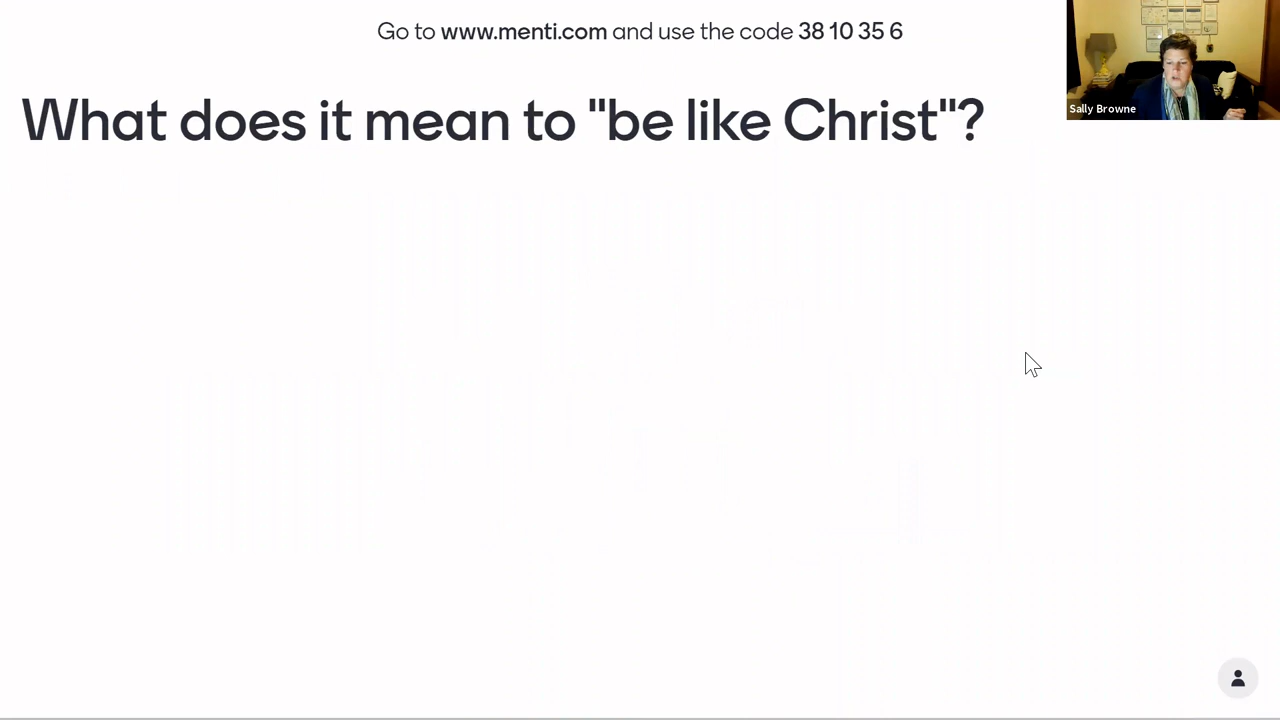 Go to www.menti.com and use the code 38 10 35 6
What does it mean to "be like Christ"?
Sally Browne